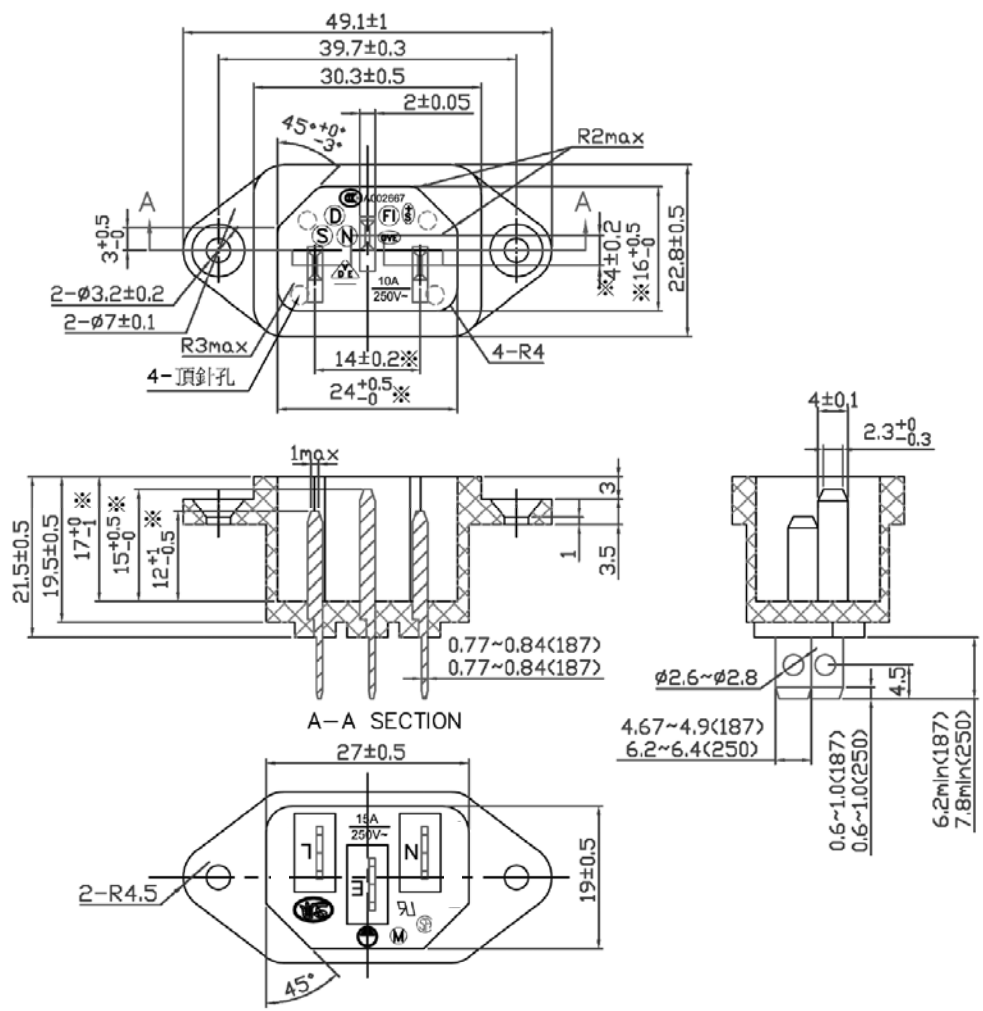 49.1±1
39.7±0.3
30.3±0.5
2±0.05
45°+0°-3°
R2max
A002667
A
A
D
FI
+S
S
N
OVE
3+0.5-0
VDE
10A
250V~
※4±0.2
※16+0.5-0
22.8±0.5
2-Ø3.2±0.2
2-Ø7±0.1
R3max
14±0.2※
4-R4
4-頂針孔
24+0.5-0※
4±0.1
2.3+0-0.3
1max
21.5±0.5
19.5±0.5
17+0-1※
15+0.5-0※
12+1-0.5※
3
1
3.5
0.77~0.84(187)
0.77~0.84(187)
Ø2.6~Ø2.8
4.5
A-A SECTION
4.67~4.9(187)
6.2~6.4(250)
0.6~1.0(187)
0.6~1.0(250)
6.2min(187)
7.8min(250)
27±0.5
15A
250V~
L
N
E
19±0.5
2-R4.5
M
45°